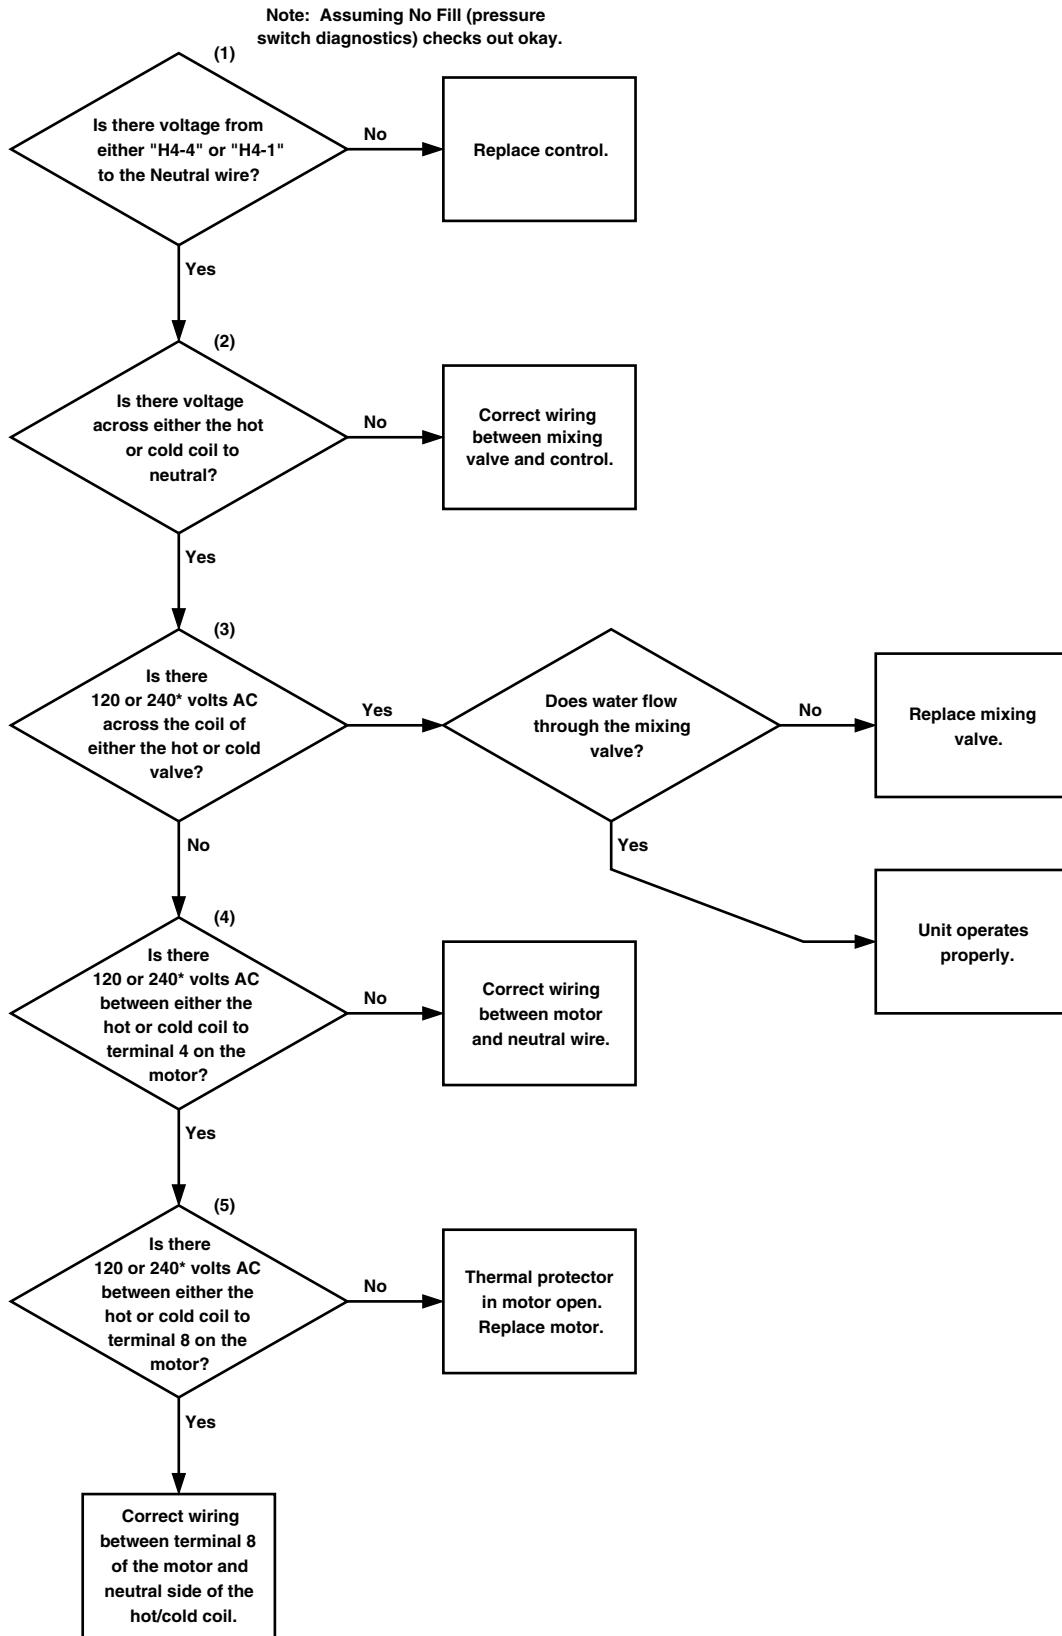 Note: Assuming No Fill (pressure
switch diagnostics) checks out okay.
(1)
Is there voltage from
either "H4-4" or "H4-1"
to the Neutral wire?
No
Replace control.
Yes
(2)
Is there voltage
across either the hot
or cold coil to
neutral?
No
Correct wiring
between mixing
valve and control.
Yes
(3)
Is there
120 or 240* volts AC
across the coil of
either the hot or cold
valve?
Yes
Does water flow
through the mixing
valve?
No
Replace mixing
valve.
Yes
Unit operates
properly.
No
(4)
Is there
120 or 240* volts AC
between either the
hot or cold coil to
terminal 4 on the
motor?
No
Correct wiring
between motor
and neutral wire.
Yes
(5)
Is there
120 or 240* volts AC
between either the
hot or cold coil to
terminal 8 on the
motor?
No
Thermal protector
in motor open.
Replace motor.
Yes
Correct wiring
between terminal 8
of the motor and
neutral side of the
hot/cold coil.